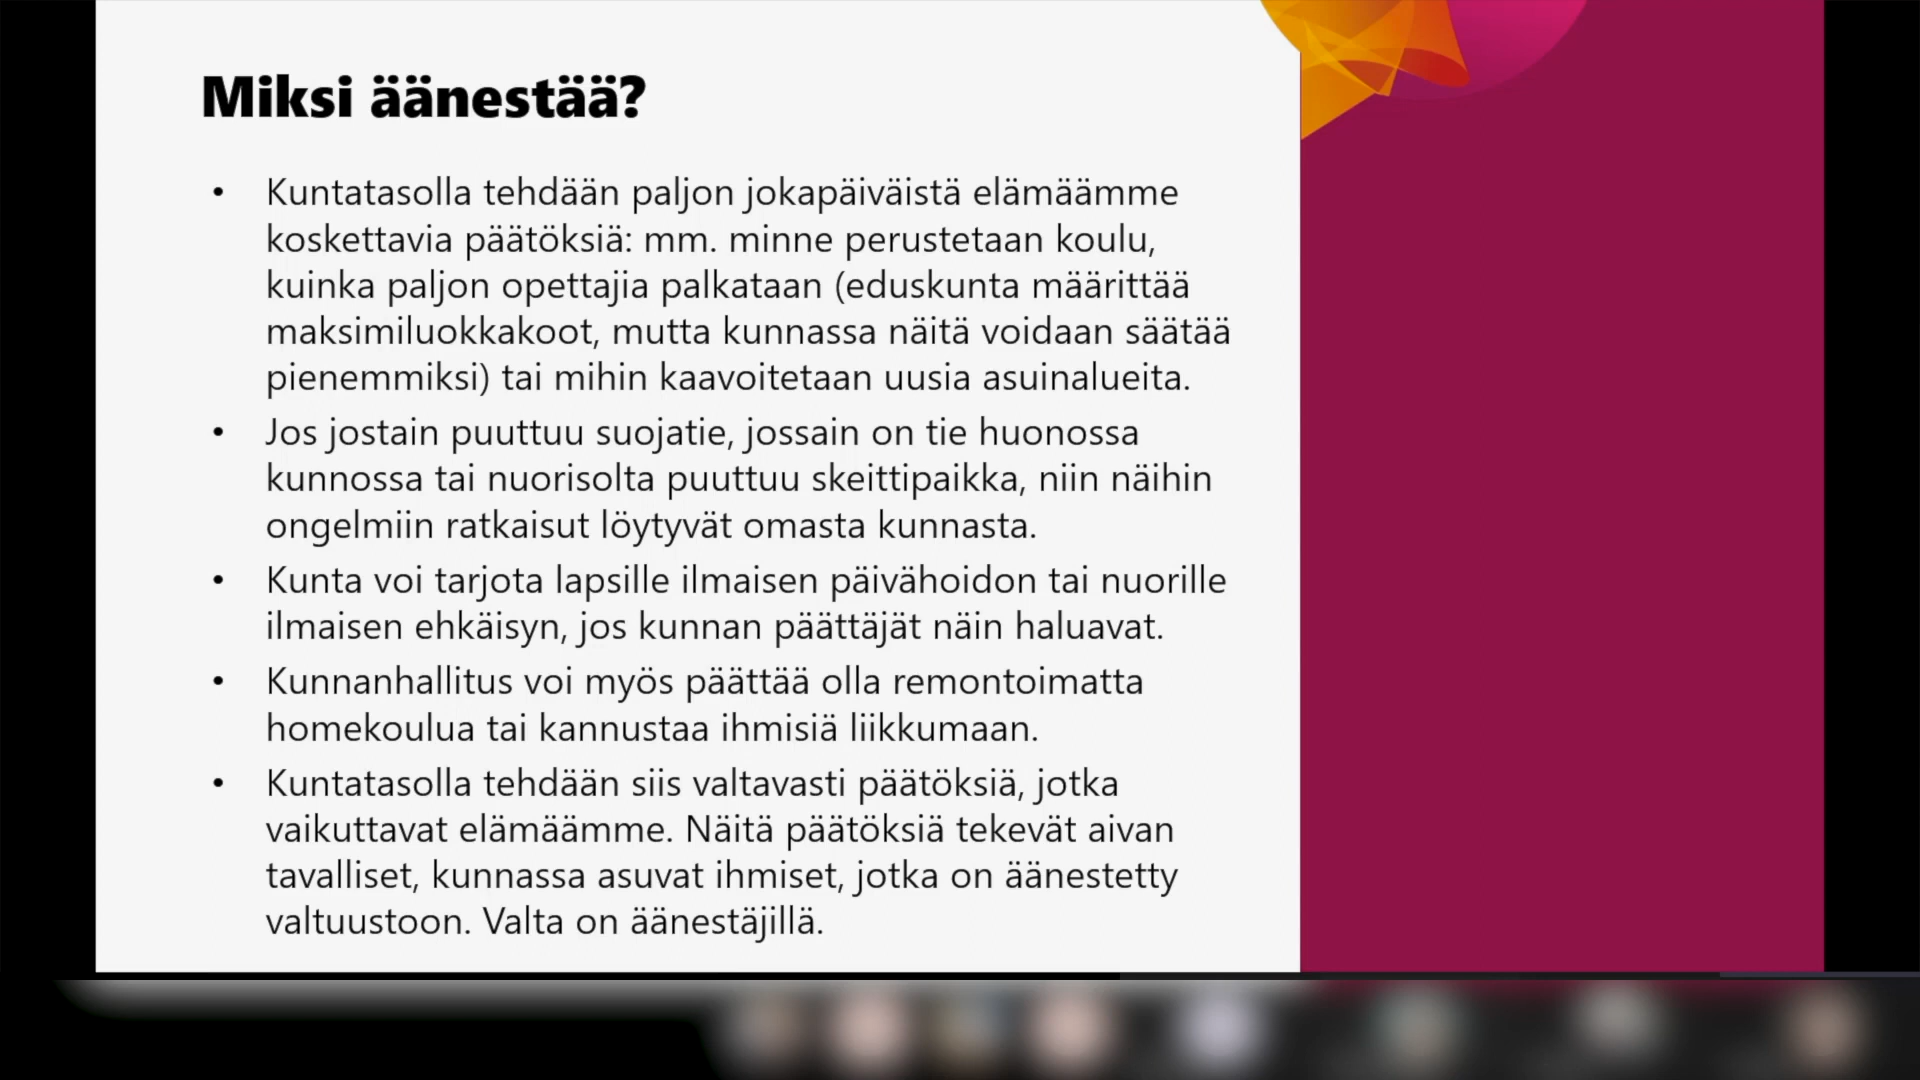 Miksi äänestää?
• Kuntatasolla tehdään paljon jokapäiväistä elämäämme
koskettavia päätöksiä: mm. minne perustetaan koulu,
kuinka paljon opettajia palkataan (eduskunta määrittää
maksimiluokkakoot, mutta kunnassa näitä voidaan säätää
pienemmiksi) tai mihin kaavoitetaan uusia asuinalueita.
• Jos jostain puuttuu suojatie, jossain on tie huonossa
kunnossa tai nuorisolta puuttuu skeittipaikka, niin näihin
ongelmiin ratkaisut löytyvät omasta kunnasta.
• Kunta voi tarjota lapsille ilmaisen päivähoidon tai nuorille
ilmaisen ehkäisyn, jos kunnan päättäjät näin haluavat.
• Kunnanhallitus voi myös päättää olla remontoimatta
homekoulua tai kannustaa ihmisiä liikkumaan.
• Kuntatasolla tehdään siis valtavasti päätöksiä, jotka
vaikuttavat elämäämme. Näitä päätöksiä tekevät aivan
tavalliset, kunnassa asuvat ihmiset, jotka on äänestetty
valtuustoon. Valta on äänestäjillä.